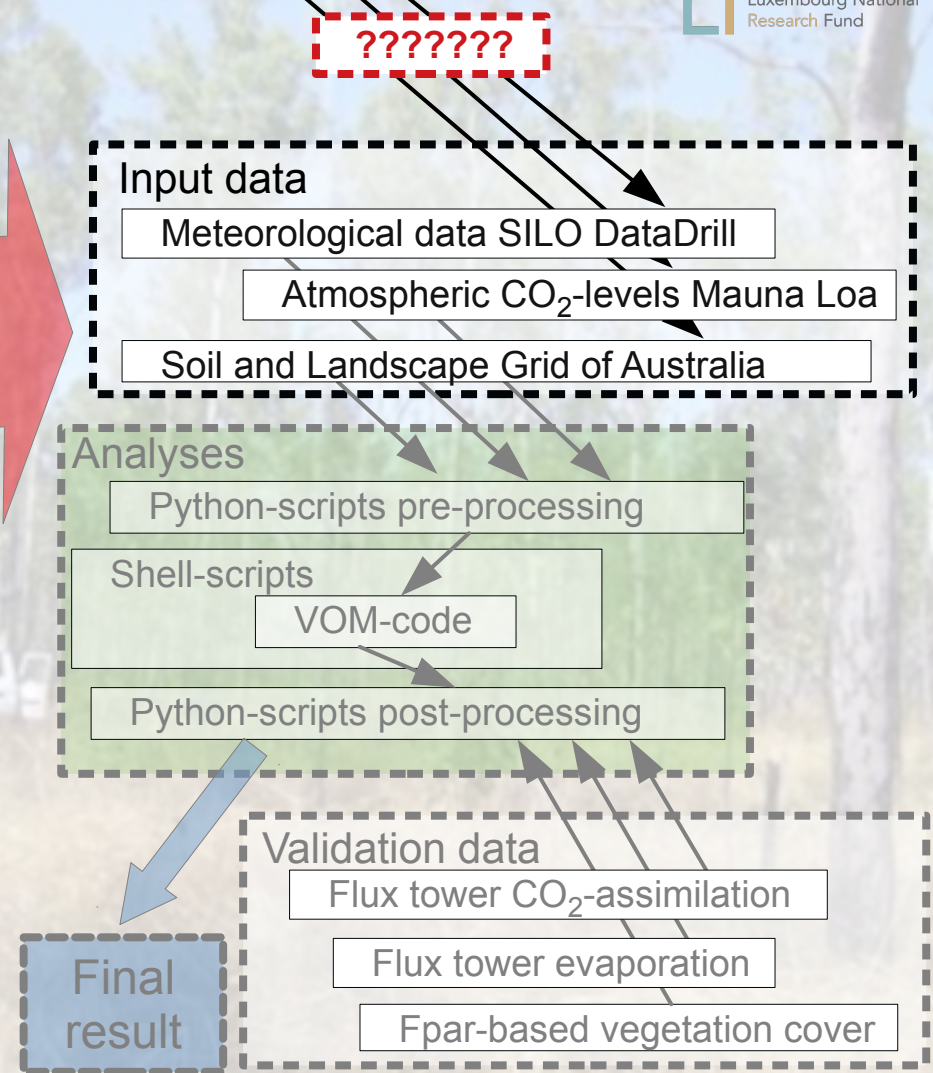 Luxembourg National
Research Fund
???????
Input data
Meteorological data SILO DataDrill
Atmospheric CO₂-levels Mauna Loa
Soil and Landscape Grid of Australia
Analyses
Python-scripts pre-processing
Shell-scripts
VOM-code
Python-scripts post-processing
Validation data
Flux tower CO₂-assimilation
Flux tower evaporation
Fpar-based vegetation cover
Final
result